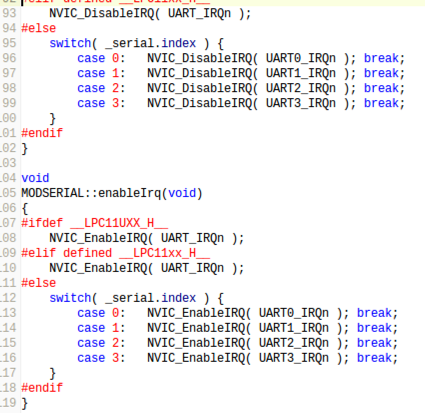 92 #elif defined __LPC11xx_H__
93     NVIC_DisableIRQ( UART_IRQn );
94 #else
95     switch( _serial.index ) {
96         case 0:   NVIC_DisableIRQ( UART0_IRQn ); break;
97         case 1:   NVIC_DisableIRQ( UART1_IRQn ); break;
98         case 2:   NVIC_DisableIRQ( UART2_IRQn ); break;
99         case 3:   NVIC_DisableIRQ( UART3_IRQn ); break;
00     }
01 #endif
02 }
03
04 void
05 MODSERIAL::enableIrq(void)
06 {
07 #ifdef __LPC11UXX_H__
08     NVIC_EnableIRQ( UART_IRQn );
09 #elif defined __LPC11xx_H__
10     NVIC_EnableIRQ( UART_IRQn );
11 #else
12     switch( _serial.index ) {
13         case 0:   NVIC_EnableIRQ( UART0_IRQn ); break;
14         case 1:   NVIC_EnableIRQ( UART1_IRQn ); break;
15         case 2:   NVIC_EnableIRQ( UART2_IRQn ); break;
16         case 3:   NVIC_EnableIRQ( UART3_IRQn ); break;
17     }
18 #endif
19 }